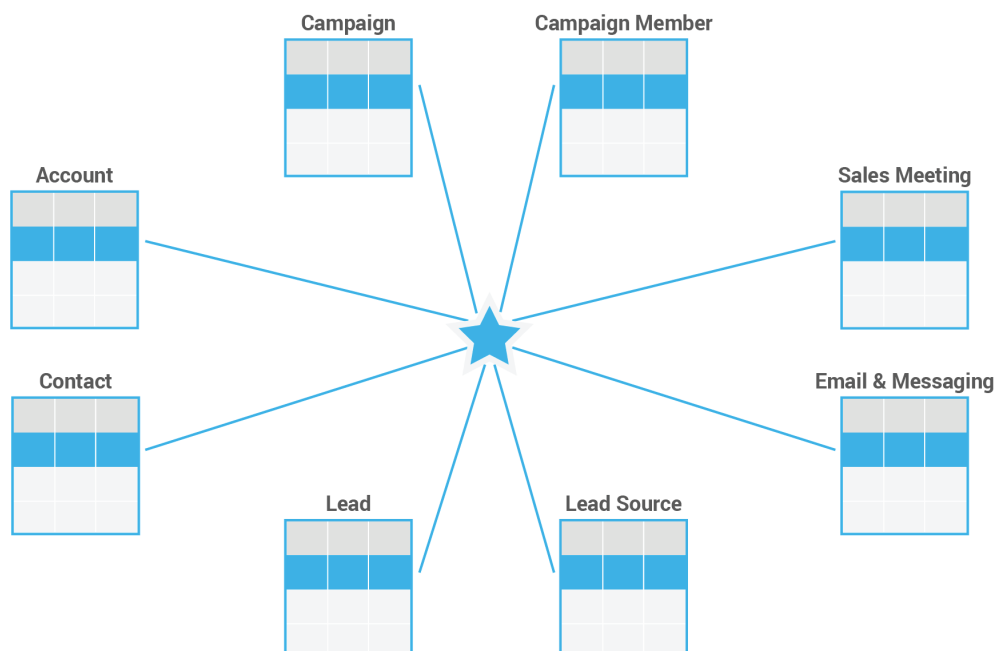 Campaign
Campaign Member
Account
Sales Meeting
Contact
Email & Messaging
Lead
Lead Source